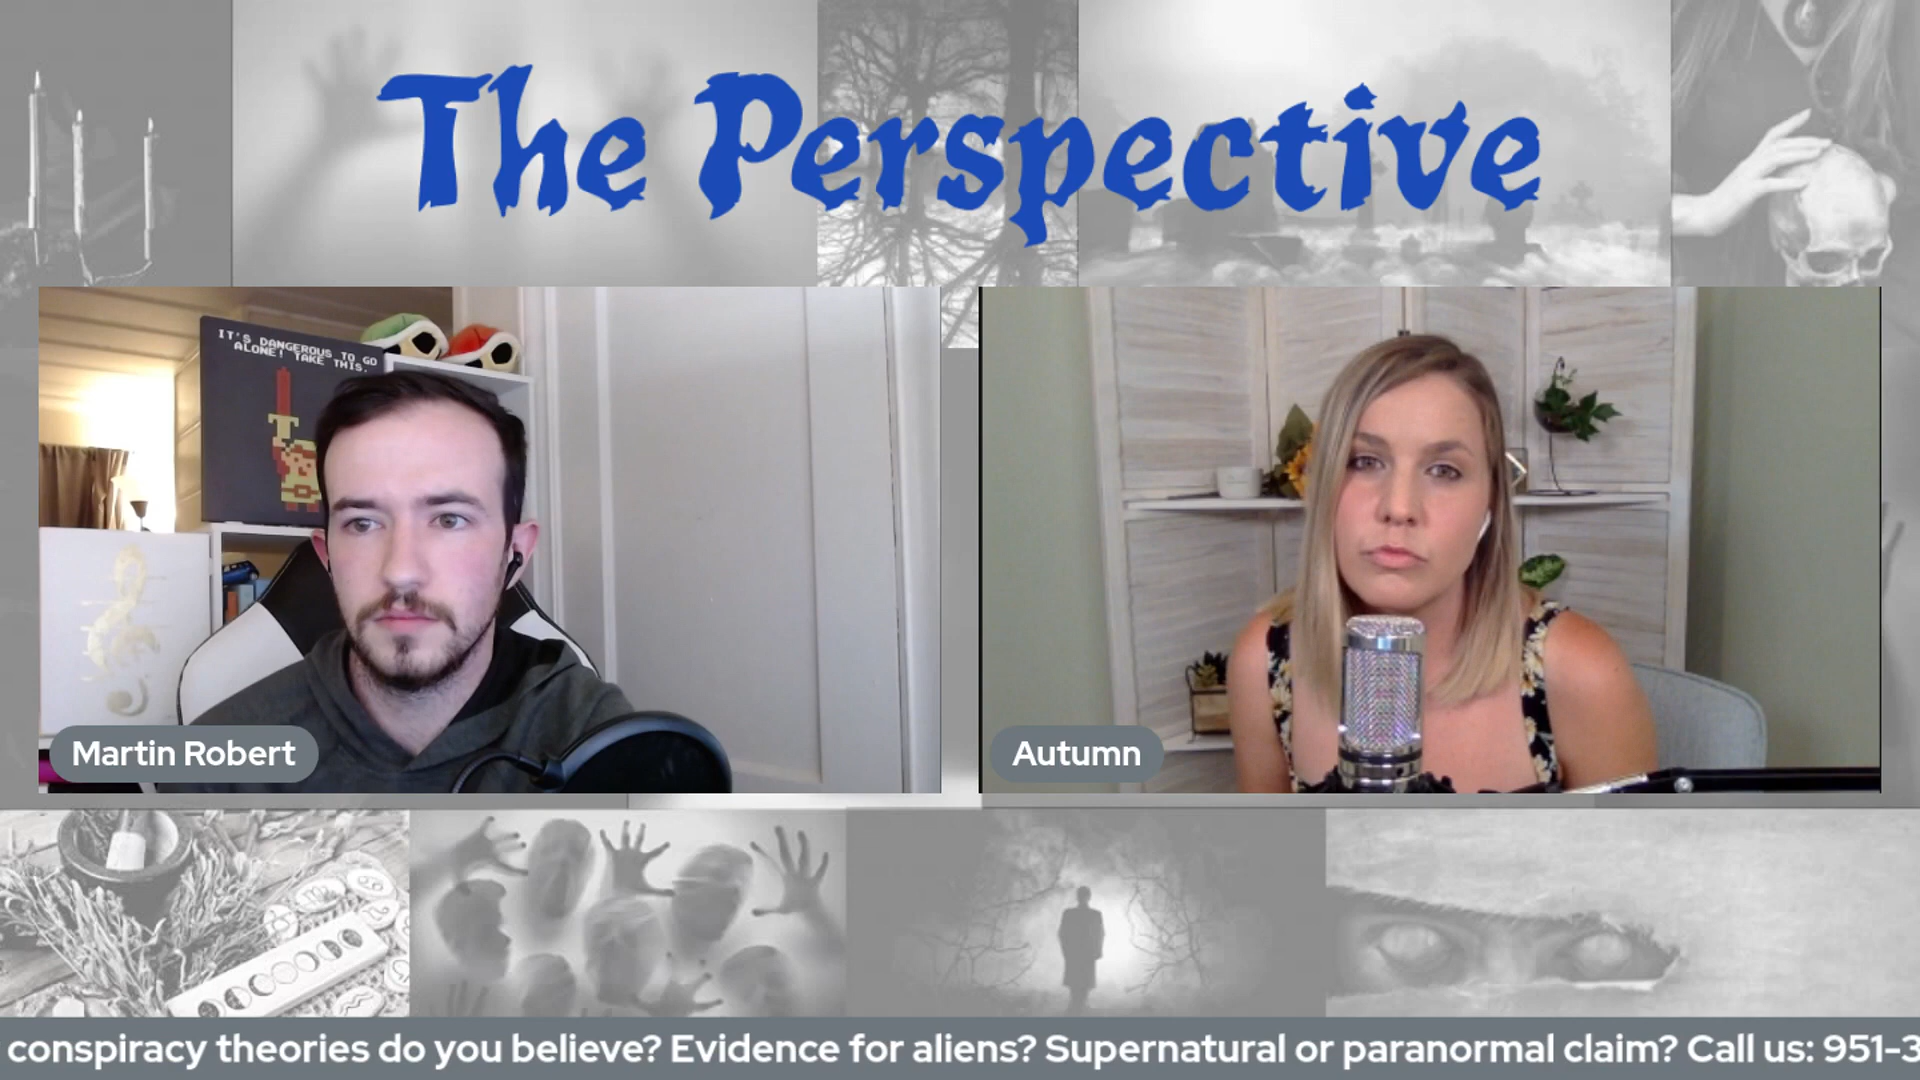 The Perspective
IT'S DANGEROUS TO GO
ALONE! TAKE THIS.
Martin Robert
Autumn
conspiracy theories do you believe? Evidence for aliens? Supernatural or paranormal claim? Call us: 951-3